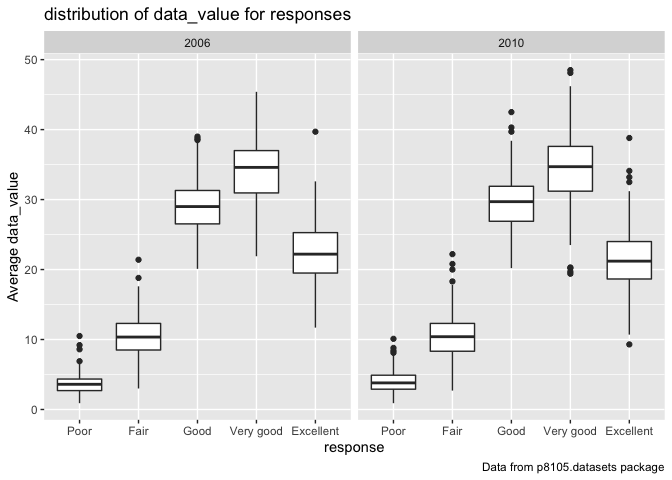 distribution of data_value for responses
2006 2010
50
40
30
20
10
0
Average data_value
Poor Fair Good Very good Excellent Poor Fair Good Very good Excellent
response
Data from p8105.datasets package